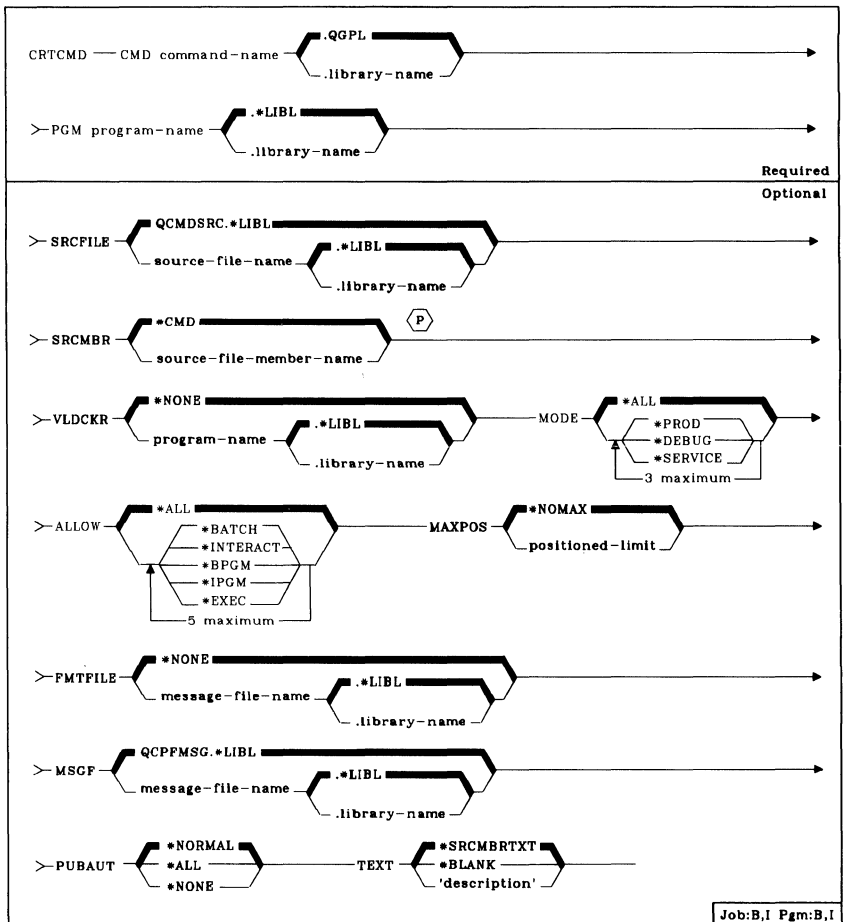 .QGPL
CRTCMD CMD command-name
.library-name
.*LIBL
PGM program-name
.library-name
Required
Optional
QCMDSRC.*LIBL
SRCFILE
.*LIBL
source-file-name
.library-name
*CMD
P
SRCMBR
source-file-member-name
*NONE
*ALL
VLDCKR
MODE
.*LIBL
*PROD
program-name
*DEBUG
.library-name
*SERVICE
3 maximum
*ALL
*NOMAX
ALLOW
*BATCH
MAXPOS
*INTERACT
positioned-limit
*BPGM
*IPGM
*EXEC
5 maximum
*NONE
FMTFILE
.*LIBL
message-file-name
.library-name
QCPFMSG.*LIBL
MSGF
.*LIBL
message-file-name
.library-name
*NORMAL
*SRCMBRTXT
PUBAUT
*ALL
TEXT
*BLANK
*NONE
'description'
Job:B,I Pgm:B,I